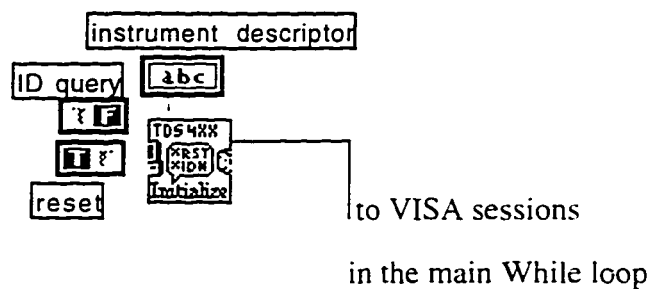 instrument descriptor
abc
ID query
F
TDS4XX
T
*RST
*IDN
Initialize
reset
to VISA sessions
in the main While loop